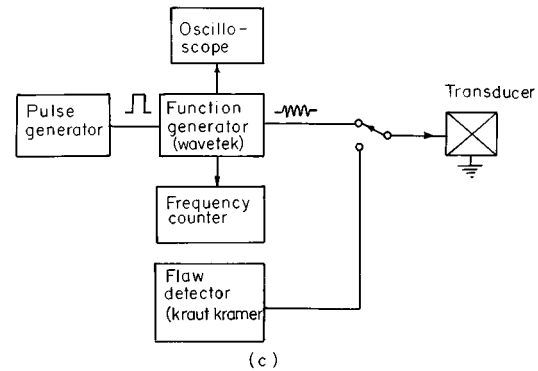 Oscillo-
scope
Pulse
generator
Function
generator
(wavetek)
Transducer
Frequency
counter
Flaw
detector
(kraut kramer
(c)